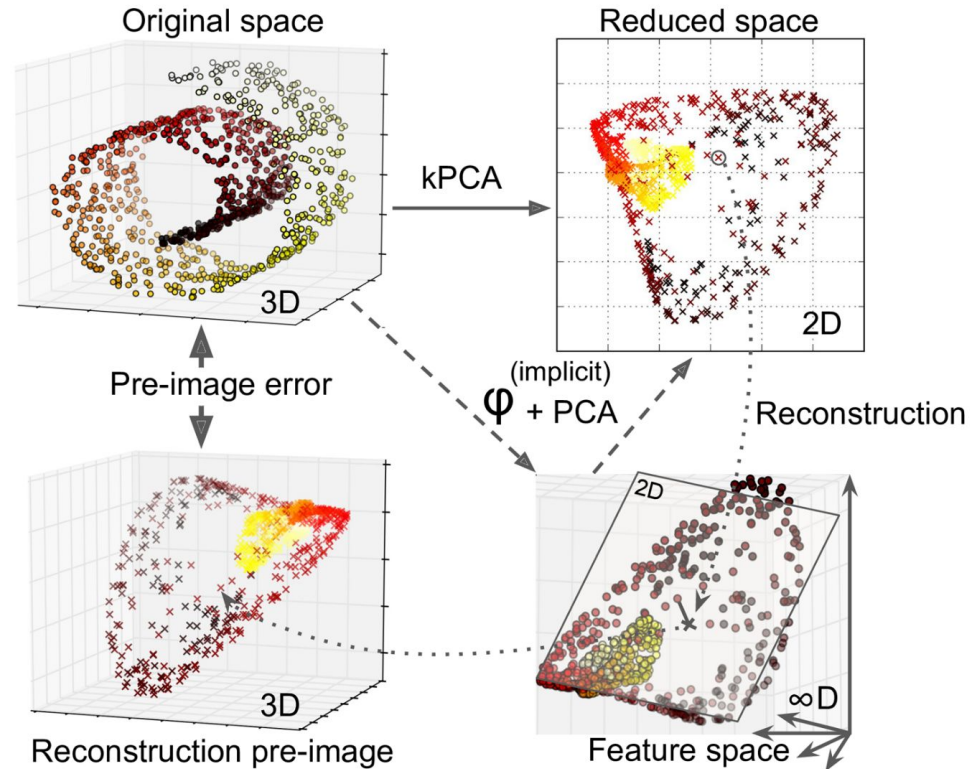 Original space
Reduced space
3D
kPCA
2D
Pre-image error
(implicit)
φ + PCA
Reconstruction
2D
3D
∞D
Reconstruction pre-image
Feature space